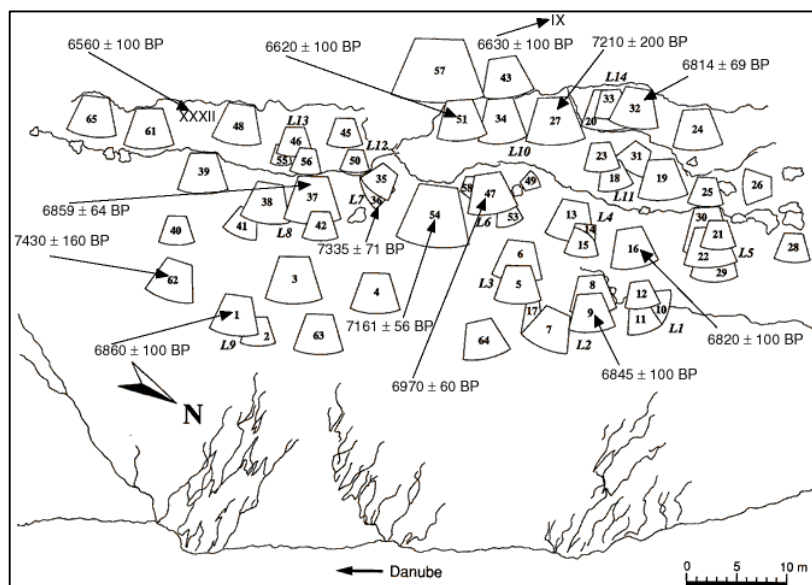 IX
6560 ± 100 BP
6620 ± 100 BP
6630 ± 100 BP
7210 ± 200 BP
57
43
L14
6814 ± 69 BP
33
32
XXXII
65
61
48
L13
46
45
51
34
27
20
24
55
56
50
L12
L10
23
31
39
35
58
47
49
18
19
25
26
L11
6859 ± 64 BP
38
37
L7
36
54
L6
53
13
L4
30
40
41
L8
42
14
15
16
21
22
L5
28
7430 ± 160 BP
7335 ± 71 BP
6
29
62
3
4
L3
5
8
12
1
17
9
10
11
L1
6860 ± 100 BP
L9
2
63
7161 ± 56 BP
64
7
L2
6820 ± 100 BP
6970 ± 60 BP
6845 ± 100 BP
N
Danube
0 5 10 m